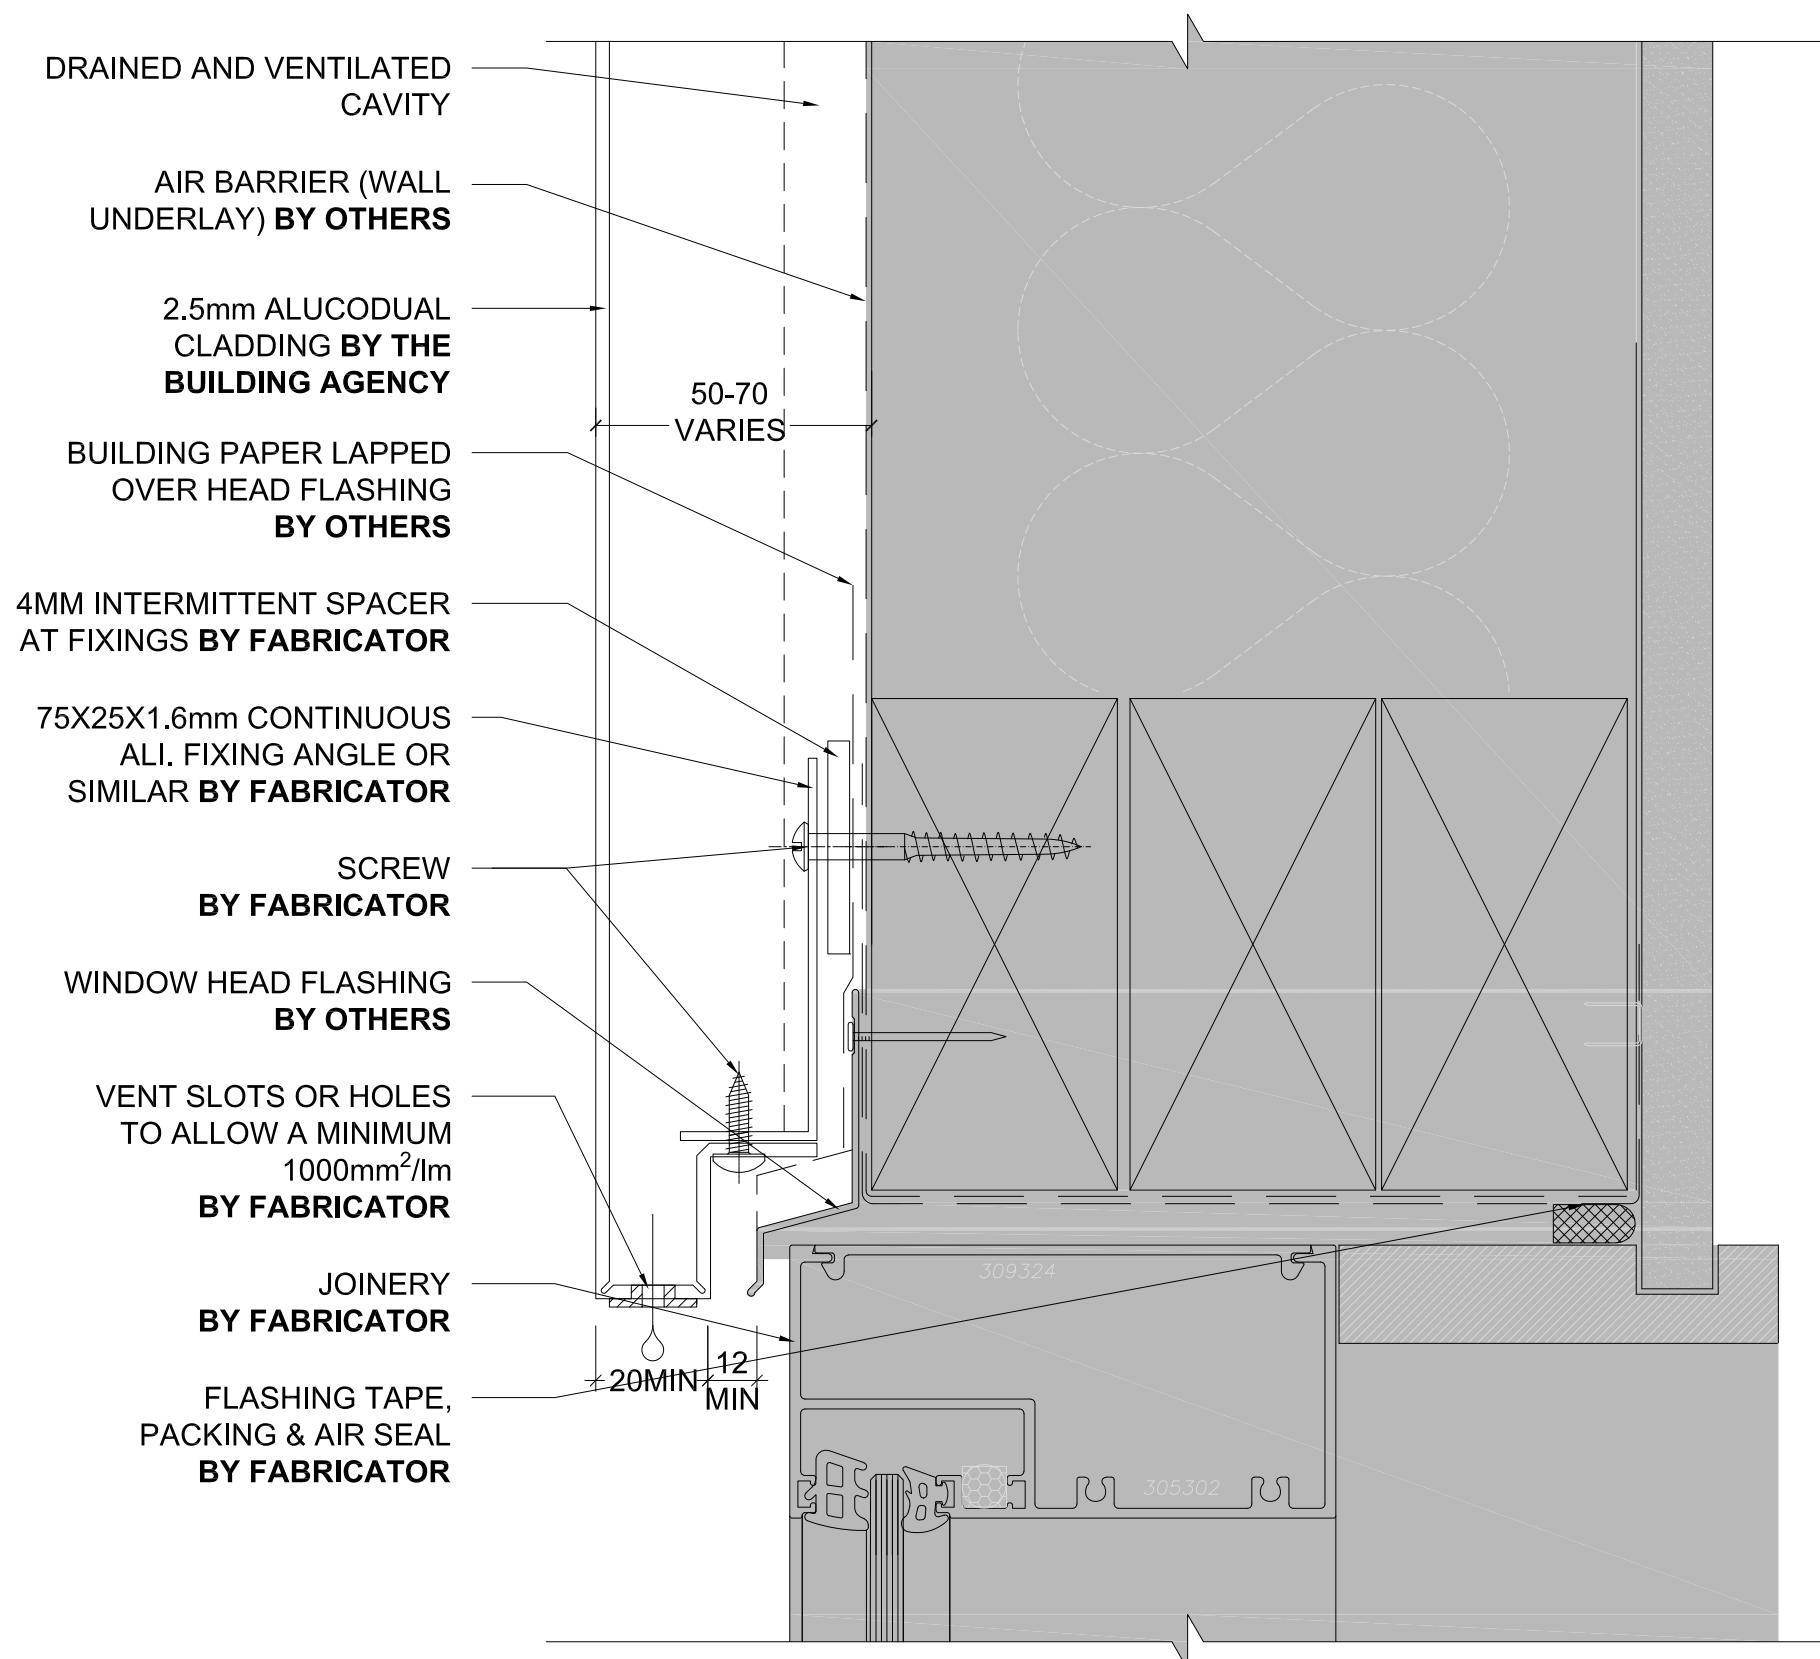 DRAINED AND VENTILATED
CAVITY
AIR BARRIER (WALL
UNDERLAY) BY OTHERS
2.5mm ALUCODUAL
CLADDING BY THE
BUILDING AGENCY
50-70
VARIES
BUILDING PAPER LAPPED
OVER HEAD FLASHING
BY OTHERS
4MM INTERMITTENT SPACER
AT FIXINGS BY FABRICATOR
75X25X1.6mm CONTINUOUS
ALI. FIXING ANGLE OR
SIMILAR BY FABRICATOR
SCREW
BY FABRICATOR
WINDOW HEAD FLASHING
BY OTHERS
VENT SLOTS OR HOLES
TO ALLOW A MINIMUM
1000mm²/lm
BY FABRICATOR
JOINERY
BY FABRICATOR
FLASHING TAPE,
PACKING & AIR SEAL
BY FABRICATOR
20MIN
12
MIN
309324
305302